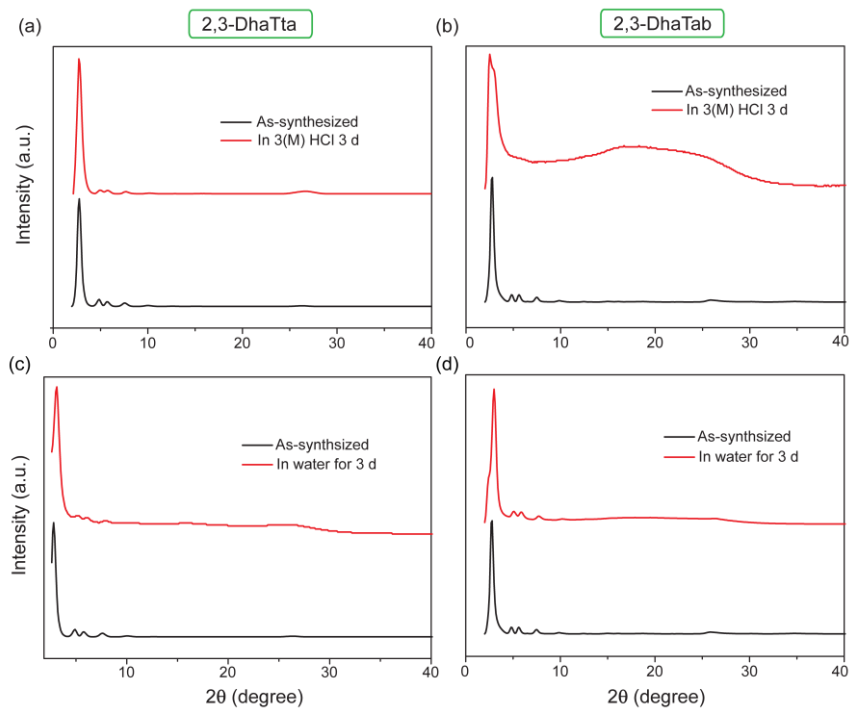 (a)
2,3-DhaTta
As-synthesized
In 3(M) HCl 3 d
Intensity (a.u.)
0 10 20 30 40
(b)
2,3-DhaTab
As-synthesized
In 3(M) HCl 3 d
0 10 20 30 40
(c)
As-synthsized
In water for 3 d
Intensity (a.u.)
10 20 30 40
2θ (degree)
(d)
As-synthesized
In water for 3 d
0 10 20 30 40
2θ (degree)